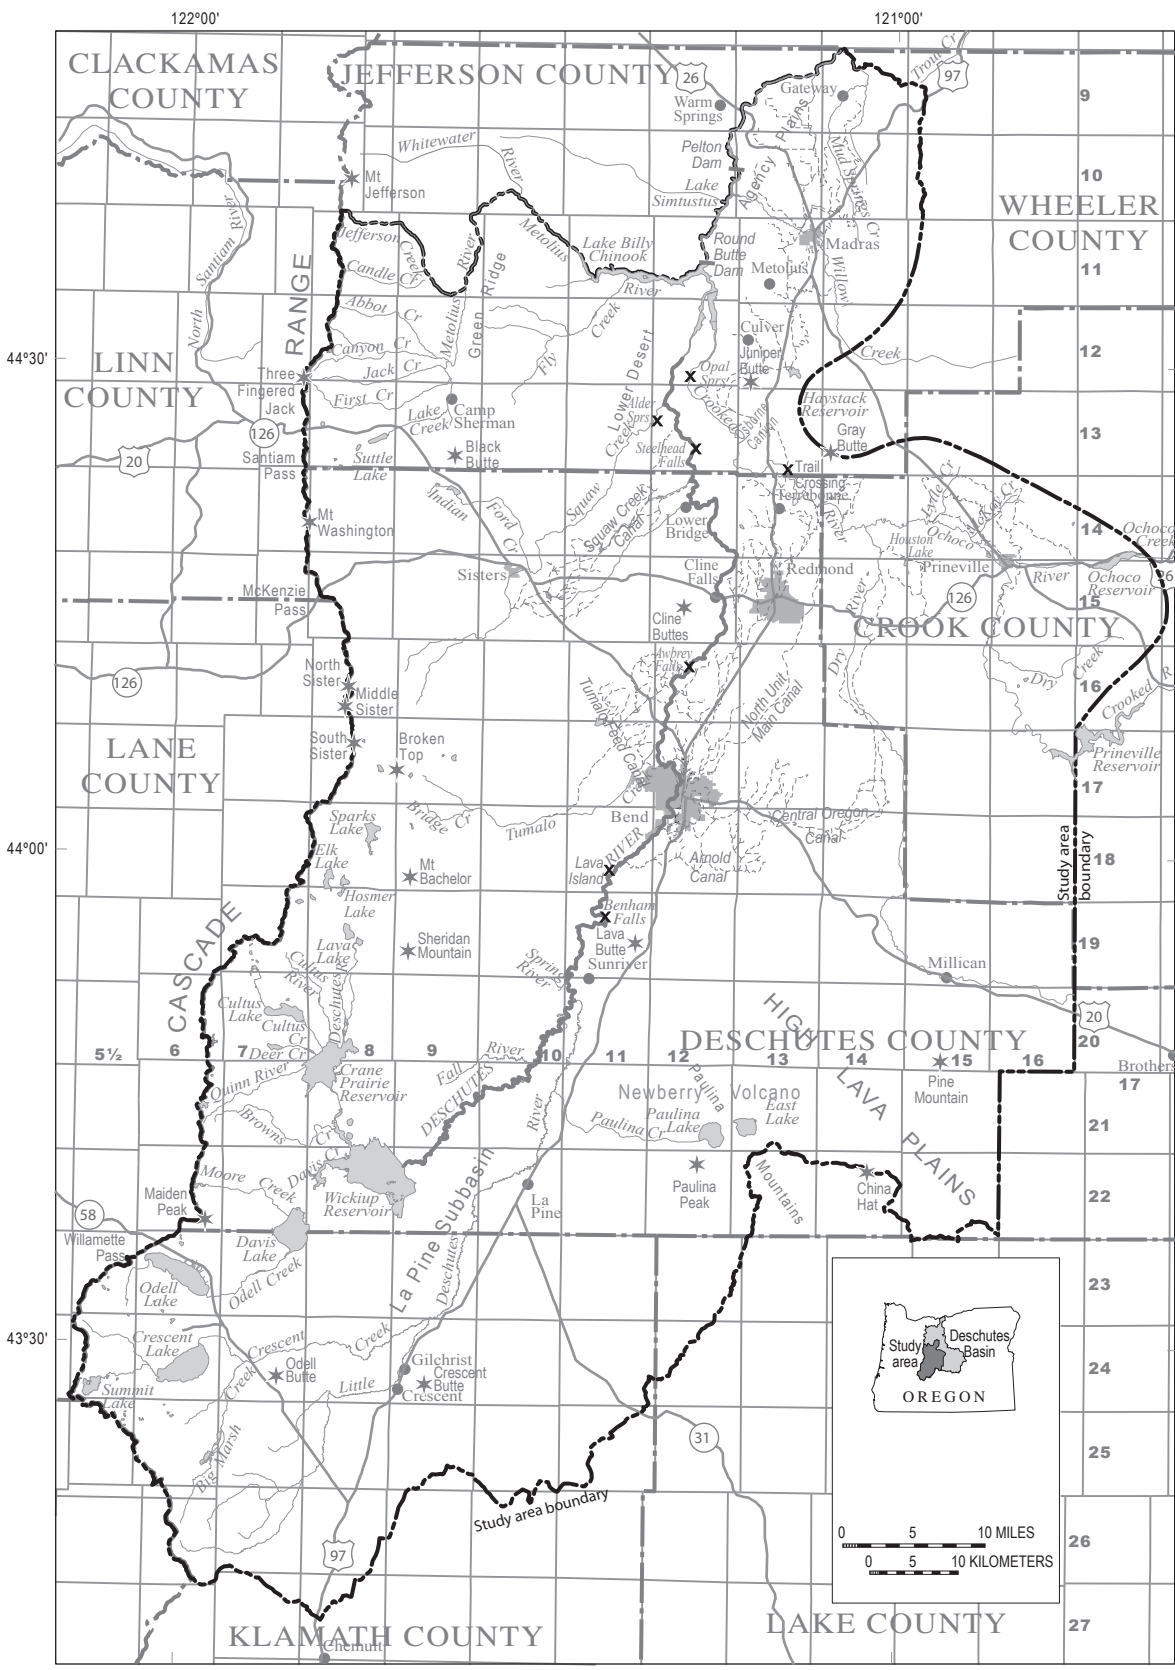 122°00'
121°00'
CLACKAMAS
COUNTY
JEFFERSON COUNTY
26
97
Trout Cr
Warm
Springs
Gateway
9
Whitewater
River
Pelton
Dam
Agency Plains
Mud Springs Cr
10
Mt
Jefferson
Lake
Simtustus
WHEELER
COUNTY
North Santiam River
Jefferson
Creek
River
Metolius
Lake Billy
Chinook
Round
Butte
Dam
Madras
Metolius
Willow
11
RANGE
Candle Cr
Green Ridge
River
Abbot Cr
Metolius
Creek
Fly
Culver
Juniper
Butte
Creek
12
44°30'
LINN
COUNTY
Canyon Cr
Three
Fingered
Jack
Jack Cr
First Cr
Lake
Creek
Camp
Sherman
Lower Desert
Opal
Sprs
Alder
Sprs
Crooked
Osborne
Canyon
Haystack
Reservoir
Gray
Butte
13
126
20
Santiam
Pass
Suttle
Lake
Black
Butte
Creek
Steelhead
Falls
Trail
Crossing
Terrebonne
Mt
Washington
Indian
Ford
Cr
Squaw
Squaw Creek
Canal
Lower
Bridge
River
Lytle Cr
McKay Cr
Houston
Lake
Ochoco
14
Ochoco
Creek
McKenzie
Pass
Sisters
Cline
Falls
Redmond
Prineville
River
Ochoco
Reservoir
26
126
15
Cline
Buttes
River
CROOK COUNTY
126
North
Sister
Middle
Sister
Awbrey
Falls
Dry
Dry
Creek
16
Crooked R
LANE
COUNTY
South
Sister
Broken
Top
Tumalo Feed Canal
North Unit
Main Canal
Prineville
Reservoir
17
Sparks
Lake
Bridge Cr
Tumalo
Creek
Bend
Central Oregon
Canal
44°00'
Elk
Lake
Mt
Bachelor
Lava
Island
RIVER
Arnold
Canal
Study area
boundary
18
Hosmer
Lake
Benham
Falls
CASCADE
Lava
Lake
Sheridan
Mountain
Lava
Butte
Sunriver
Spring
River
Millican
19
Cultus
River
Cultus
Lake
Cultus
Cr
Deschutes R
HIGH
DESCHUTES COUNTY
20
20
5½
6
7
Deer Cr
8
9
10
11
12
13
14
15
16
Brothers
17
Quinn River
Crane
Prairie
Reservoir
Fall
River
DESCHUTES
Newberry Volcano
LAVA
Pine
Mountain
Browns
Cr
River
Paulina Cr
Paulina
Lake
Paulina
East
Lake
21
PLAINS
Moore
Creek
Davis Cr
Wickiup
Reservoir
La Pine Subbasin
La
Pine
Paulina
Peak
Mountains
China
Hat
22
Maiden
Peak
58
Willamette
Pass
Davis
Lake
Odell
Lake
Odell Creek
Deschutes
23
43°30'
Crescent
Lake
Crescent
Creek
Odell
Butte
Gilchrist
Crescent
Butte
Crescent
Little
Summit
Lake
Creek
Big Marsh
Study
area
Deschutes
Basin
OREGON
24
31
25
Study area boundary
0 5 10 MILES
0 5 10 KILOMETERS
26
97
KLAMATH COUNTY
Chemult
LAKE COUNTY
27